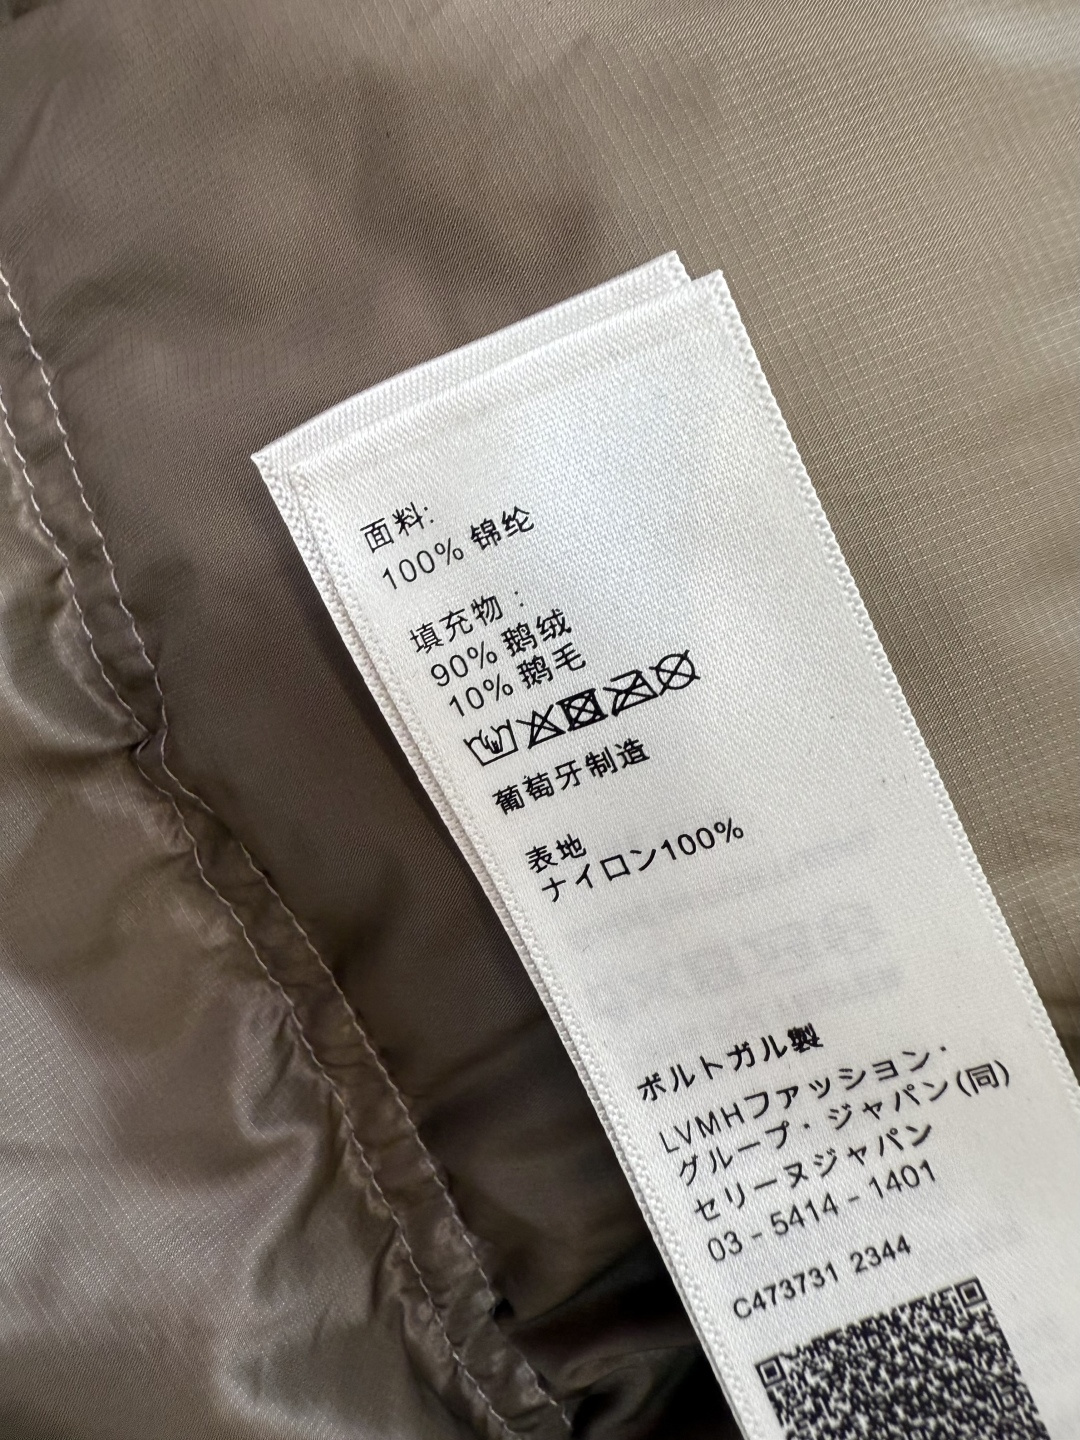 面料:
100% 锦纶
填充物 :
90% 鹅绒
10% 鹅毛
葡萄牙制造
表地
ナイロン100%
ポルトガル製
LVMHファッション・
グループ・ジャパン(同)
セリーヌジャパン
03 - 5414 - 1401
C473731 2344